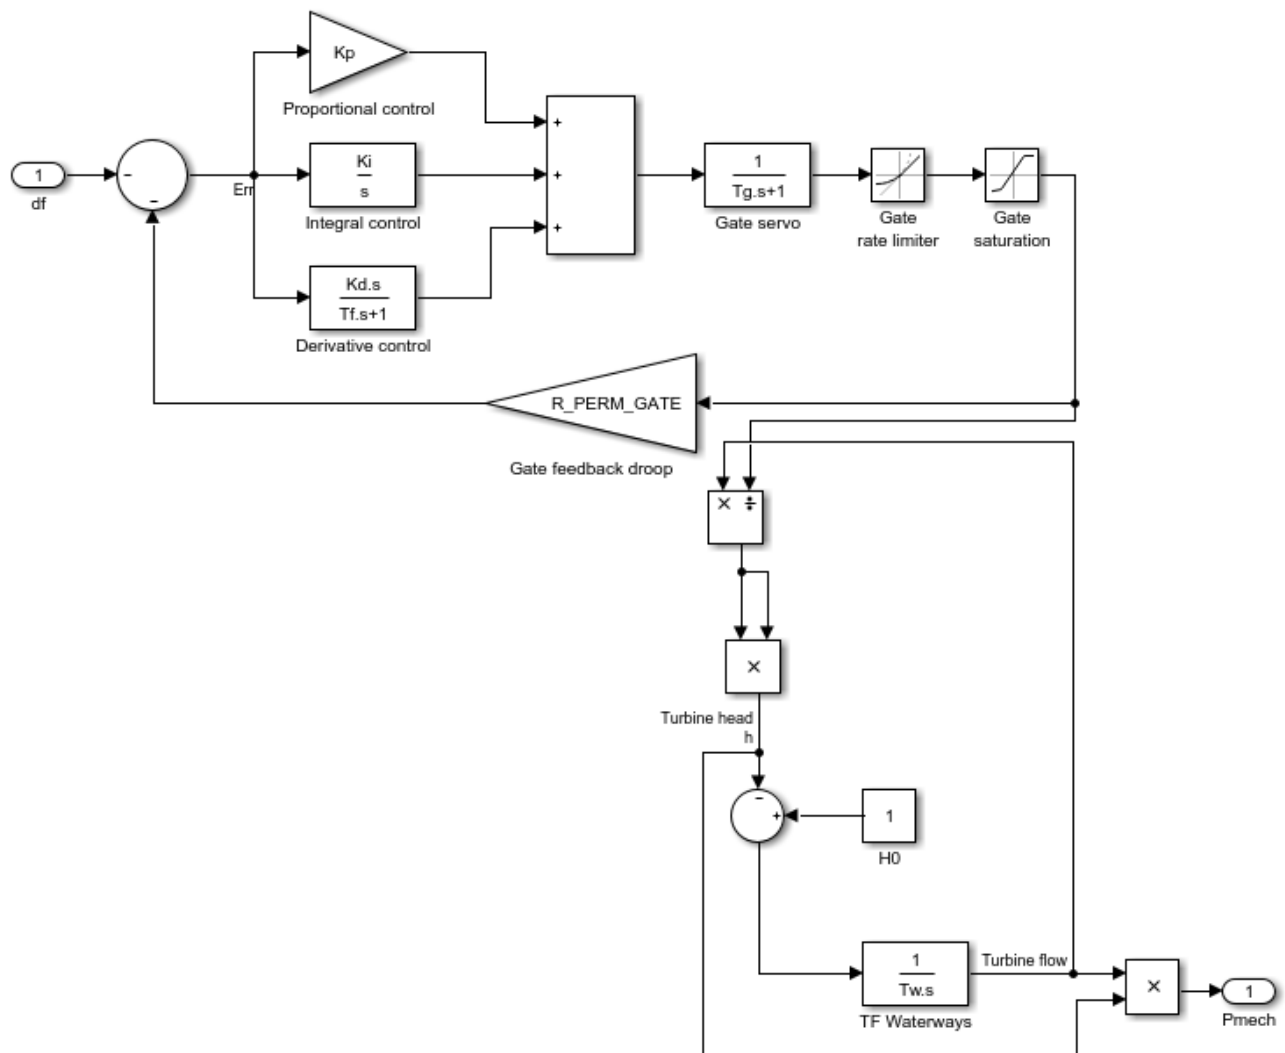 Kp
Proportional control
1
df
-
-
Err
Ki
s
Integral control
Kd.s
Tf.s+1
Derivative control
+
+
+
1
Tg.s+1
Gate servo
Gate
rate limiter
Gate
saturation
R_PERM_GATE
Gate feedback droop
× ÷
×
Turbine head
h
-
+
1
H0
1
Tw.s
TF Waterways
Turbine flow
×
1
Pmech